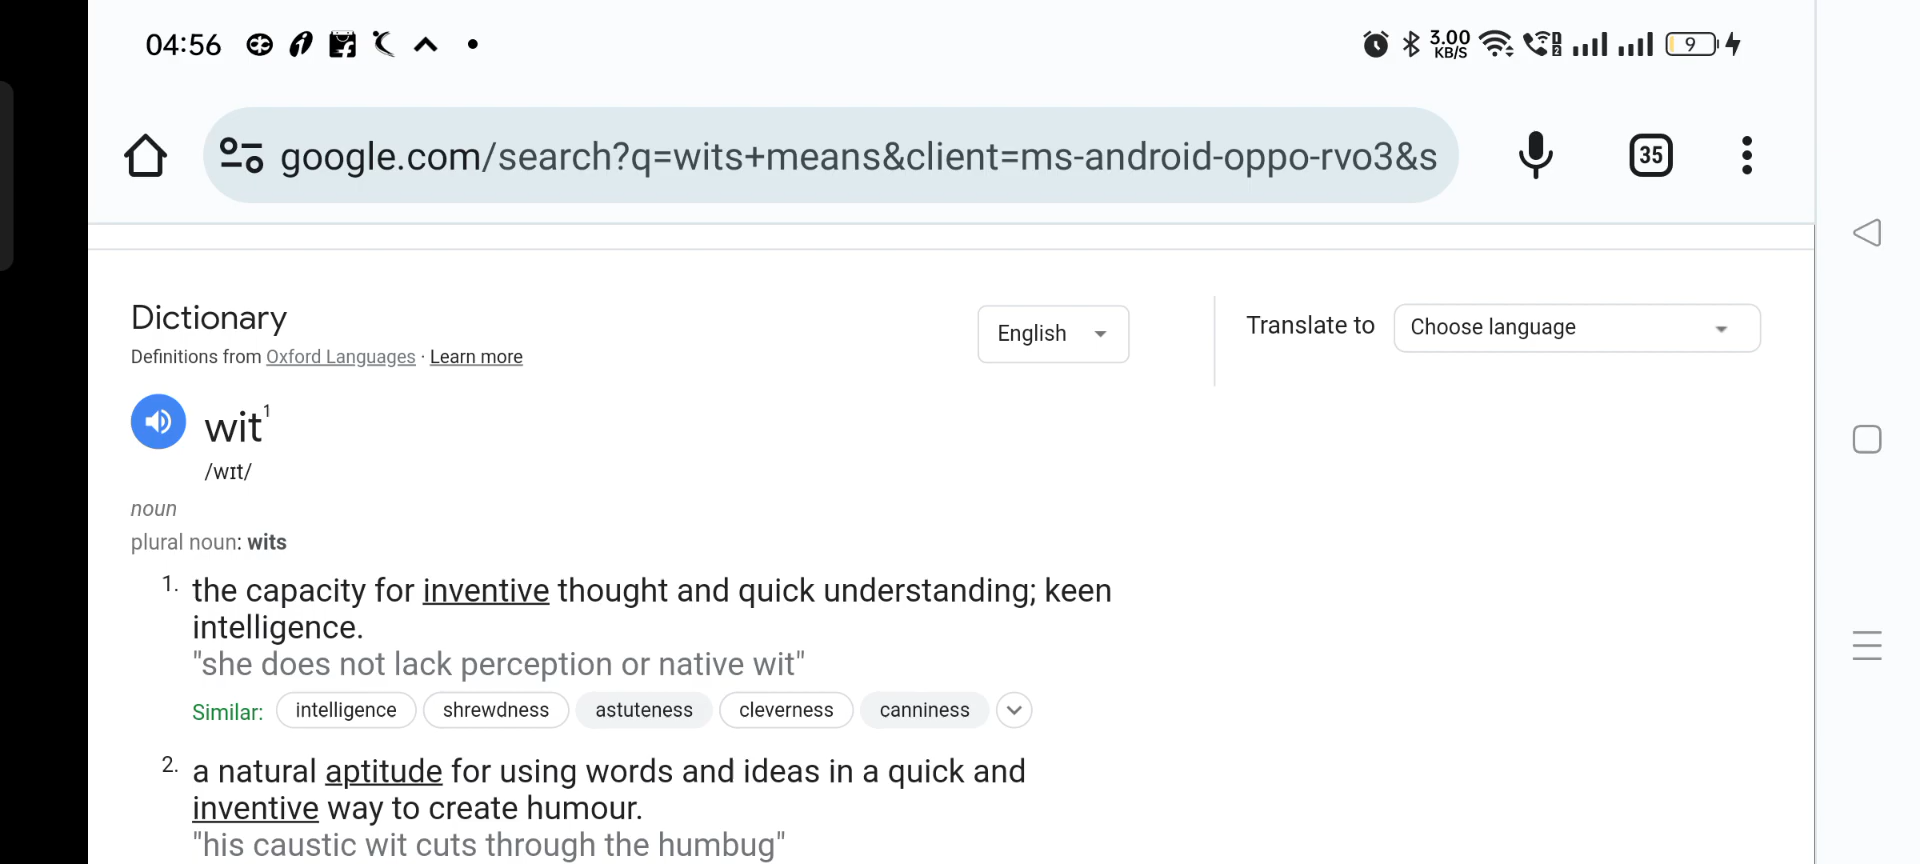 04:56 3.00 KB/S 9
google.com/search?q=wits+means&client=ms-android-oppo-rvo3&s 35
Dictionary
English
Translate to Choose language
Definitions from Oxford Languages · Learn more
wit1
/wɪt/
noun
plural noun: wits
1. the capacity for inventive thought and quick understanding; keen
intelligence.
"she does not lack perception or native wit"
Similar: intelligence shrewdness astuteness cleverness canniness
2. a natural aptitude for using words and ideas in a quick and
inventive way to create humour.
"his caustic wit cuts through the humbug"